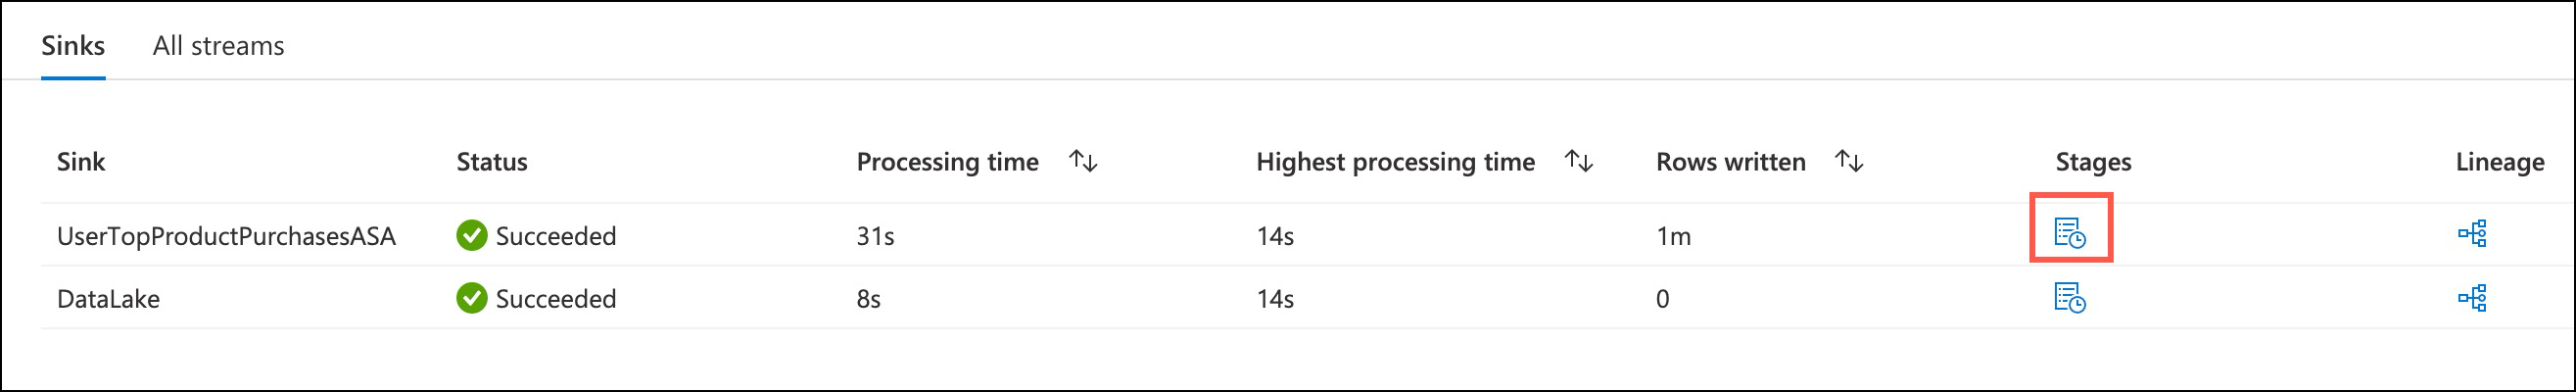 Sinks All streams
Sink Status Processing time Highest processing time Rows written Stages Lineage
UserTopProductPurchasesASA Succeeded 31s 14s 1m
DataLake Succeeded 8s 14s 0